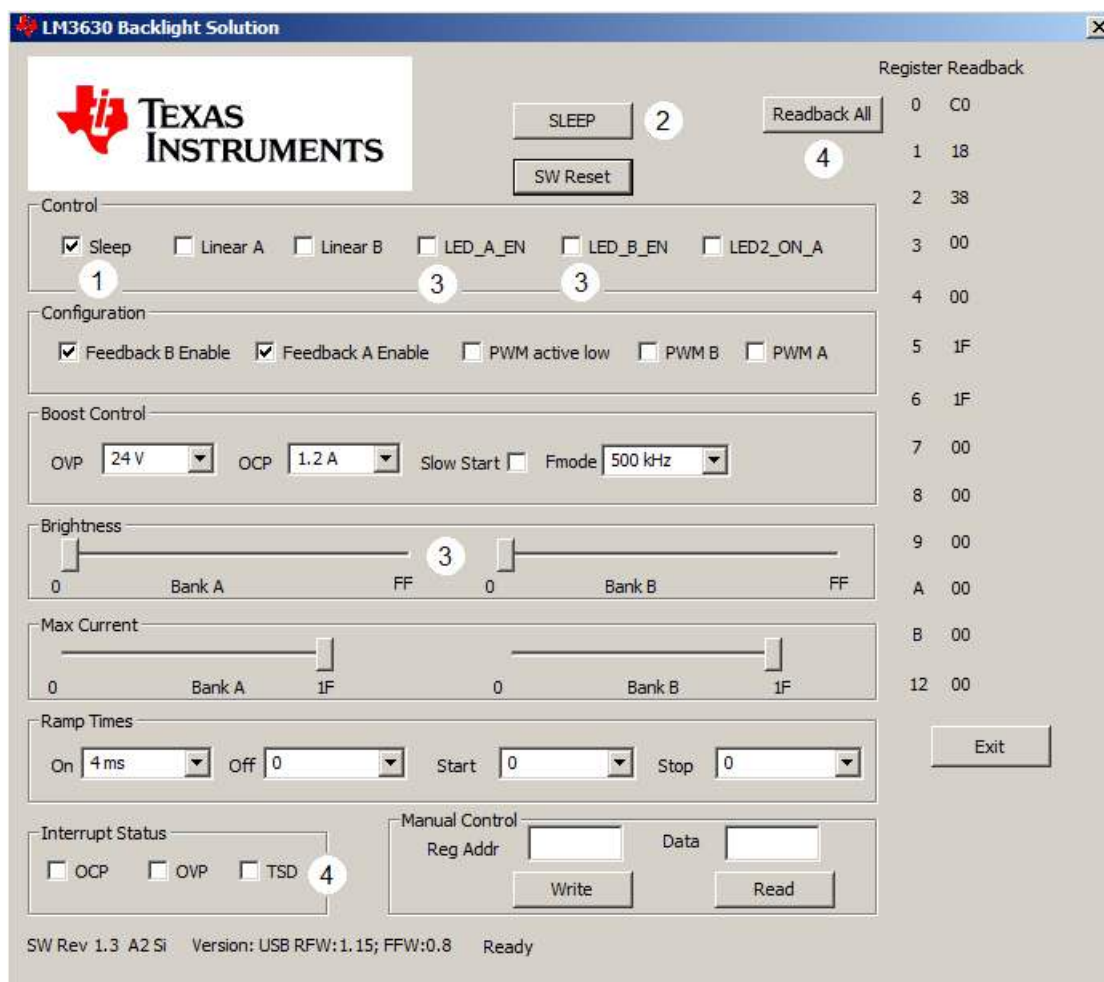 LM3630 Backlight Solution
TEXAS
INSTRUMENTS
SLEEP 2
SW Reset
Readback All
4
Register Readback
0 C0
1 18
2 38
3 00
4 00
5 1F
6 1F
7 00
8 00
9 00
A 00
B 00
12 00
Exit
Control
Sleep Linear A Linear B LED_A_EN LED_B_EN LED2_ON_A
1 3 3
Configuration
Feedback B Enable Feedback A Enable PWM active low PWM B PWM A
Boost Control
OVP 24 V OCP 1.2 A Slow Start Fmode 500 kHz
Brightness
3
0 Bank A FF 0 Bank B FF
Max Current
0 Bank A 1F 0 Bank B 1F
Ramp Times
On 4 ms Off 0 Start 0 Stop 0
Interrupt Status
OCP OVP TSD 4
Manual Control
Reg Addr Data
Write Read
SW Rev 1.3 A2 Si Version: USB RFW:1.15; FFW:0.8 Ready